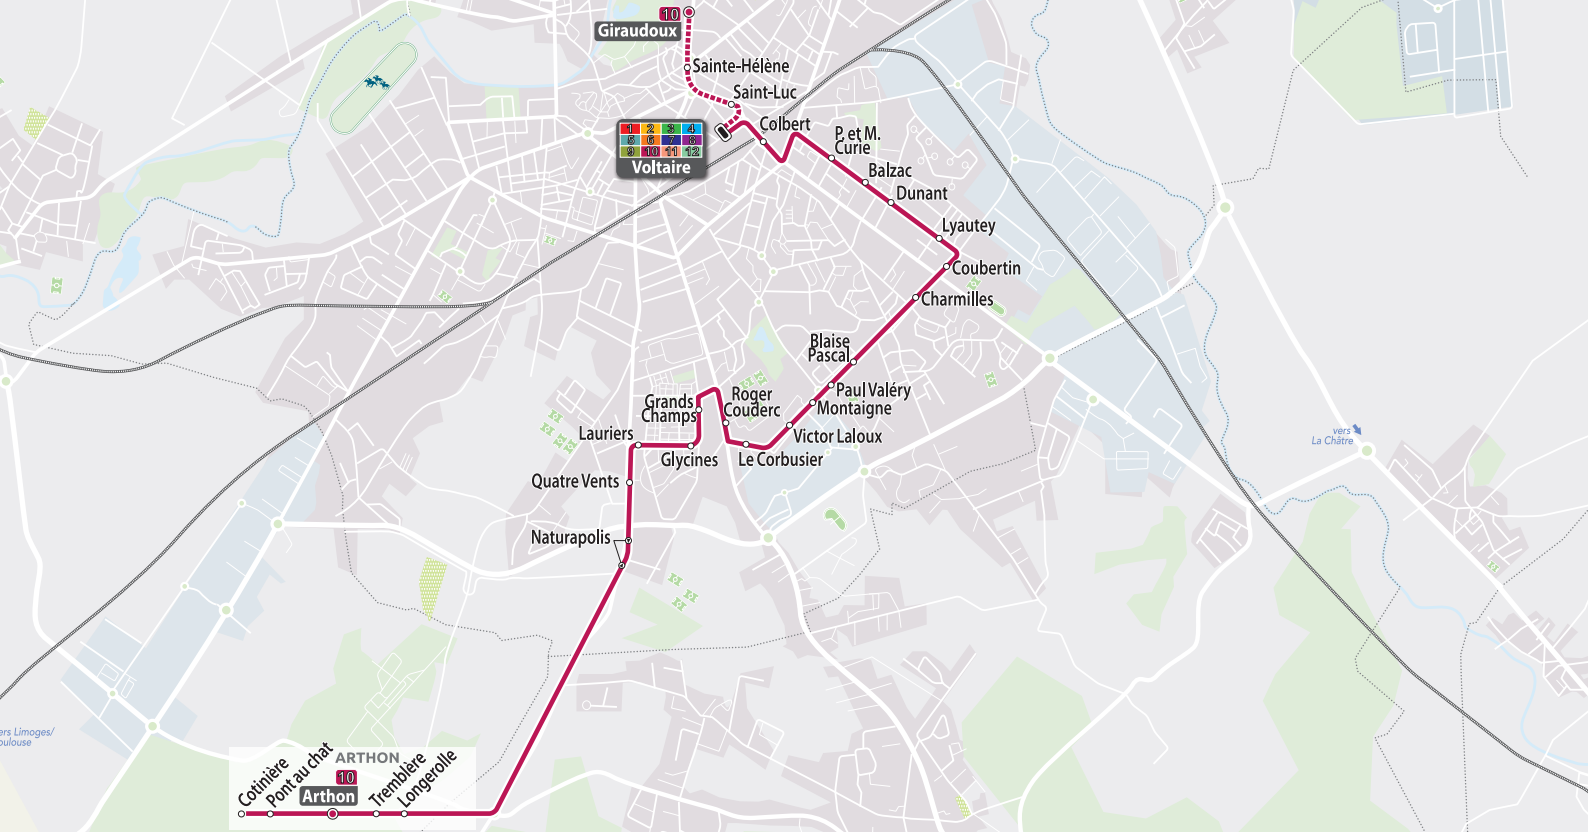 10
Giraudoux
Sainte-Hélène
Saint-Luc
1 2 3 4
5 6 7 8
9 10 11 12
Voltaire
Colbert
P. et M.
Curie
Balzac
Dunant
Lyautey
Coubertin
Charmilles
Blaise
Pascal
Paul Valéry
Montaigne
Victor Laloux
Le Corbusier
Roger
Couderc
Grands
Champs
Glycines
Lauriers
Quatre Vents
Naturapolis
vers
La Châtre
ers Limoges/
oulouse
ARTHON
10
Arthon
Cotinière
Pont au chat
Tremblère
Longerolle